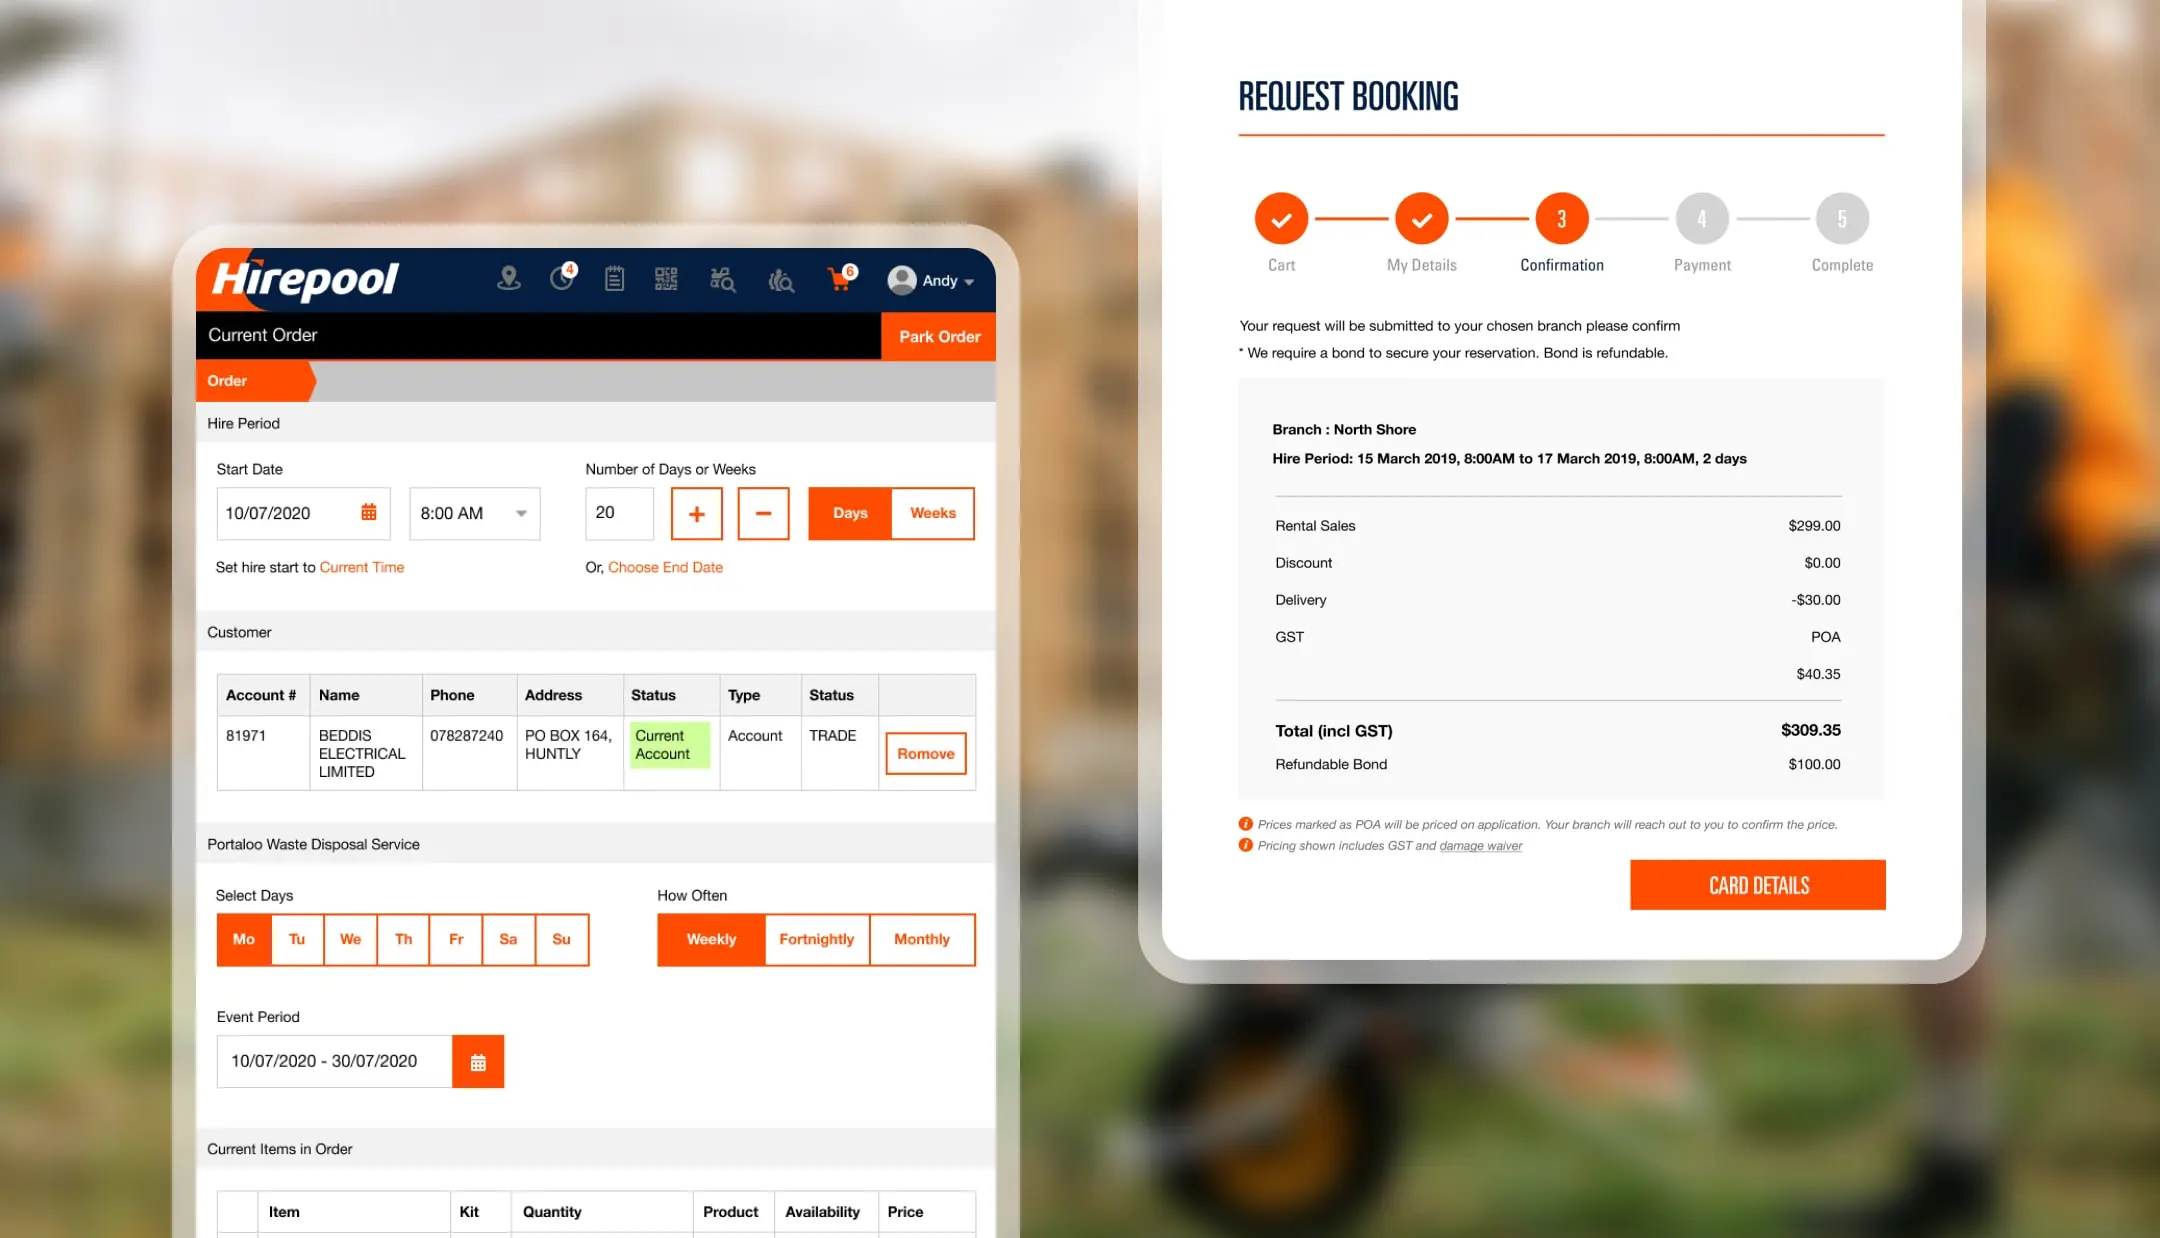 Hirepool
4
6
Andy
Current Order
Park Order
Order
Hire Period
Start Date
Number of Days or Weeks
10/07/2020
8:00 AM
20
+
−
Days
Weeks
Set hire start to Current Time
Or, Choose End Date
Customer
Account # Name Phone Address Status Type Status
81971
BEDDIS
ELECTRICAL
LIMITED
078287240
PO BOX 164,
HUNTLY
Current
Account
Account
TRADE
Romove
Portaloo Waste Disposal Service
Select Days
How Often
Mo Tu We Th Fr Sa Su
Weekly Fortnightly Monthly
Event Period
10/07/2020 - 30/07/2020
Current Items in Order
Item Kit Quantity Product Availability Price
REQUEST BOOKING
3 4 5
Cart My Details Confirmation Payment Complete
Your request will be submitted to your chosen branch please confirm
* We require a bond to secure your reservation. Bond is refundable.
Branch : North Shore
Hire Period: 15 March 2019, 8:00AM to 17 March 2019, 8:00AM, 2 days
Rental Sales $299.00
Discount $0.00
Delivery -$30.00
GST POA
$40.35
Total (incl GST) $309.35
Refundable Bond $100.00
i Prices marked as POA will be priced on application. Your branch will reach out to you to confirm the price.
i Pricing shown includes GST and damage waiver
CARD DETAILS